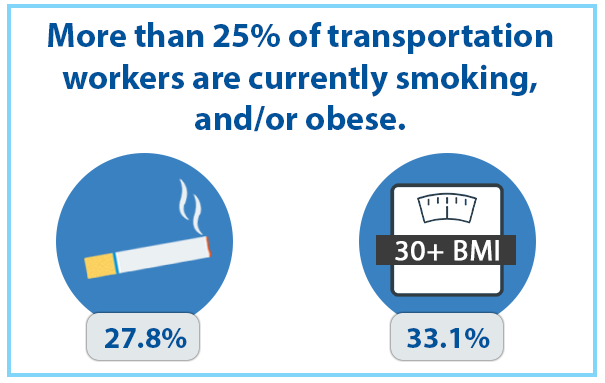 More than 25% of transportation
workers are currently smoking,
and/or obese.
30+ BMI
27.8%
33.1%